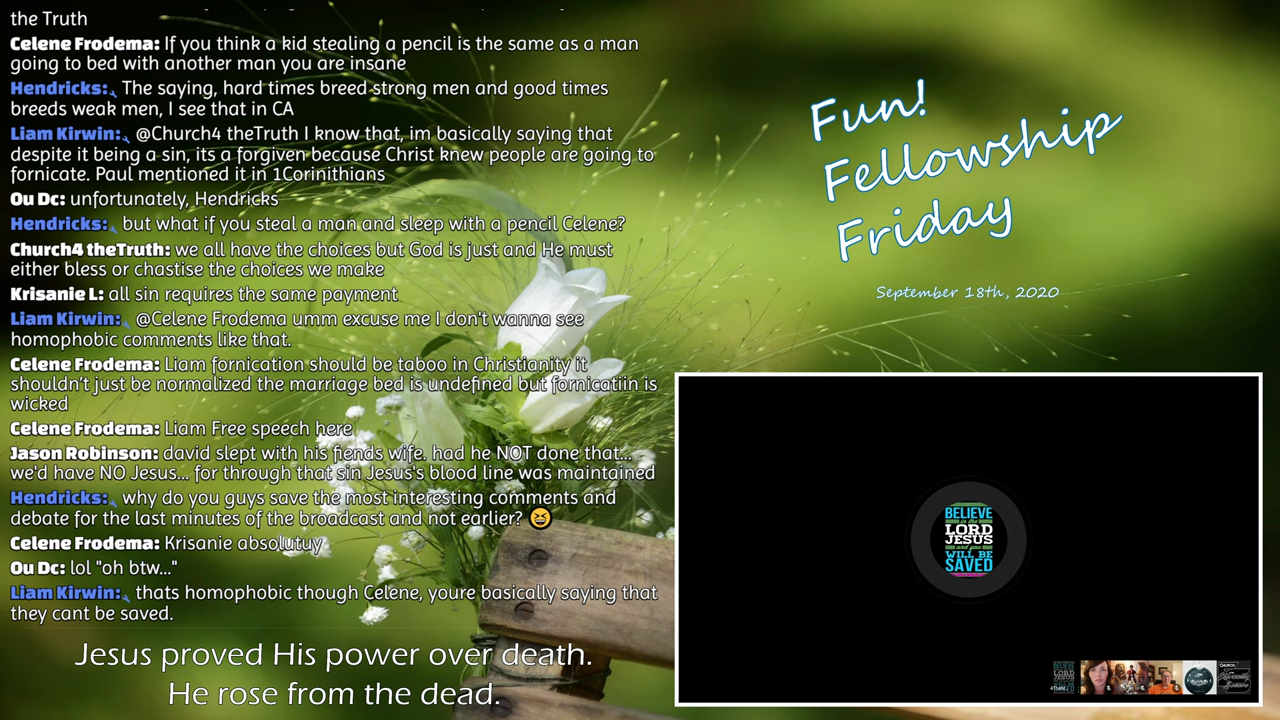 the Truth
Celene Frodema: If you think a kid stealing a pencil is the same as a man
going to bed with another man you are insane
Hendricks: The saying, hard times breed strong men and good times
breeds weak men, I see that in CA
Liam Kirwin: @Church4 theTruth I know that, im basically saying that
despite it being a sin, its a forgiven because Christ knew people are going to
fornicate. Paul mentioned it in 1Corinithians
Ou Dc: unfortunately, Hendricks
Hendricks: but what if you steal a man and sleep with a pencil Celene?
Church4 theTruth: we all have the choices but God is just and He must
either bless or chastise the choices we make
Krisanie L: all sin requires the same payment
Liam Kirwin: @Celene Frodema umm excuse me I don't wanna see
homophobic comments like that.
Celene Frodema: Liam fornication should be taboo in Christianity it
shouldn't just be normalized the marriage bed is undefined but fornicatiin is
wicked
Celene Frodema: Liam Free speech here
Jason Robinson: david slept with his fiends wife. had he NOT done that...
we'd have NO Jesus... for through that sin Jesus's blood line was maintained
Hendricks: why do you guys save the most interesting comments and
debate for the last minutes of the broadcast and not earlier? 😆
Celene Frodema: Krisanie absolutuy
Ou Dc: lol "oh btw..."
Liam Kirwin: thats homophobic though Celene, youre basically saying that
they cant be saved.
Jesus proved His power over death.
He rose from the dead.
Fun!
Fellowship
Friday
September 18th, 2020
BELIEVE
in the
LORD
JESUS
and you
WILL BE
SAVED